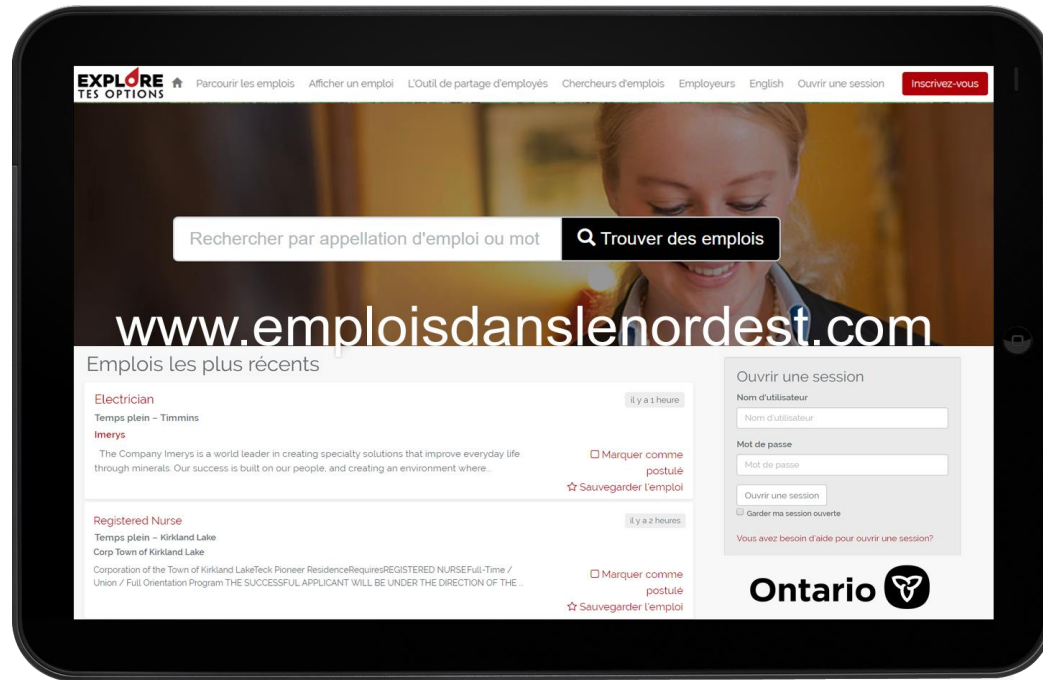 EXPLORE
TES OPTIONS
Parcourir les emplois Afficher un emploi L'Outil de partage d'employés Chercheurs d'emplois Employeurs English Ouvrir une session Inscrivez-vous
Rechercher par appellation d'emploi ou mot Trouver des emplois
www.emploisdanslenordest.com
Emplois les plus récents
Electrician il y a 1 heure
Temps plein – Timmins
Imerys
The Company Imerys is a world leader in creating specialty solutions that improve everyday life
through minerals. Our success is built on our people, and creating an environment where...
Marquer comme
postulé
Sauvegarder l'emploi
Registered Nurse il y a 2 heures
Temps plein – Kirkland Lake
Corp Town of Kirkland Lake
Corporation of the Town of Kirkland LakeTeck Pioneer ResidenceRequiresREGISTERED NURSEFull-Time /
Union / Full Orientation Program THE SUCCESSFUL APPLICANT WILL BE UNDER THE DIRECTION OF THE ...
Marquer comme
postulé
Sauvegarder l'emploi
Ouvrir une session
Nom d'utilisateur
Nom d'utilisateur
Mot de passe
Mot de passe
Ouvrir une session
Garder ma session ouverte
Vous avez besoin d'aide pour ouvrir une session?
Ontario